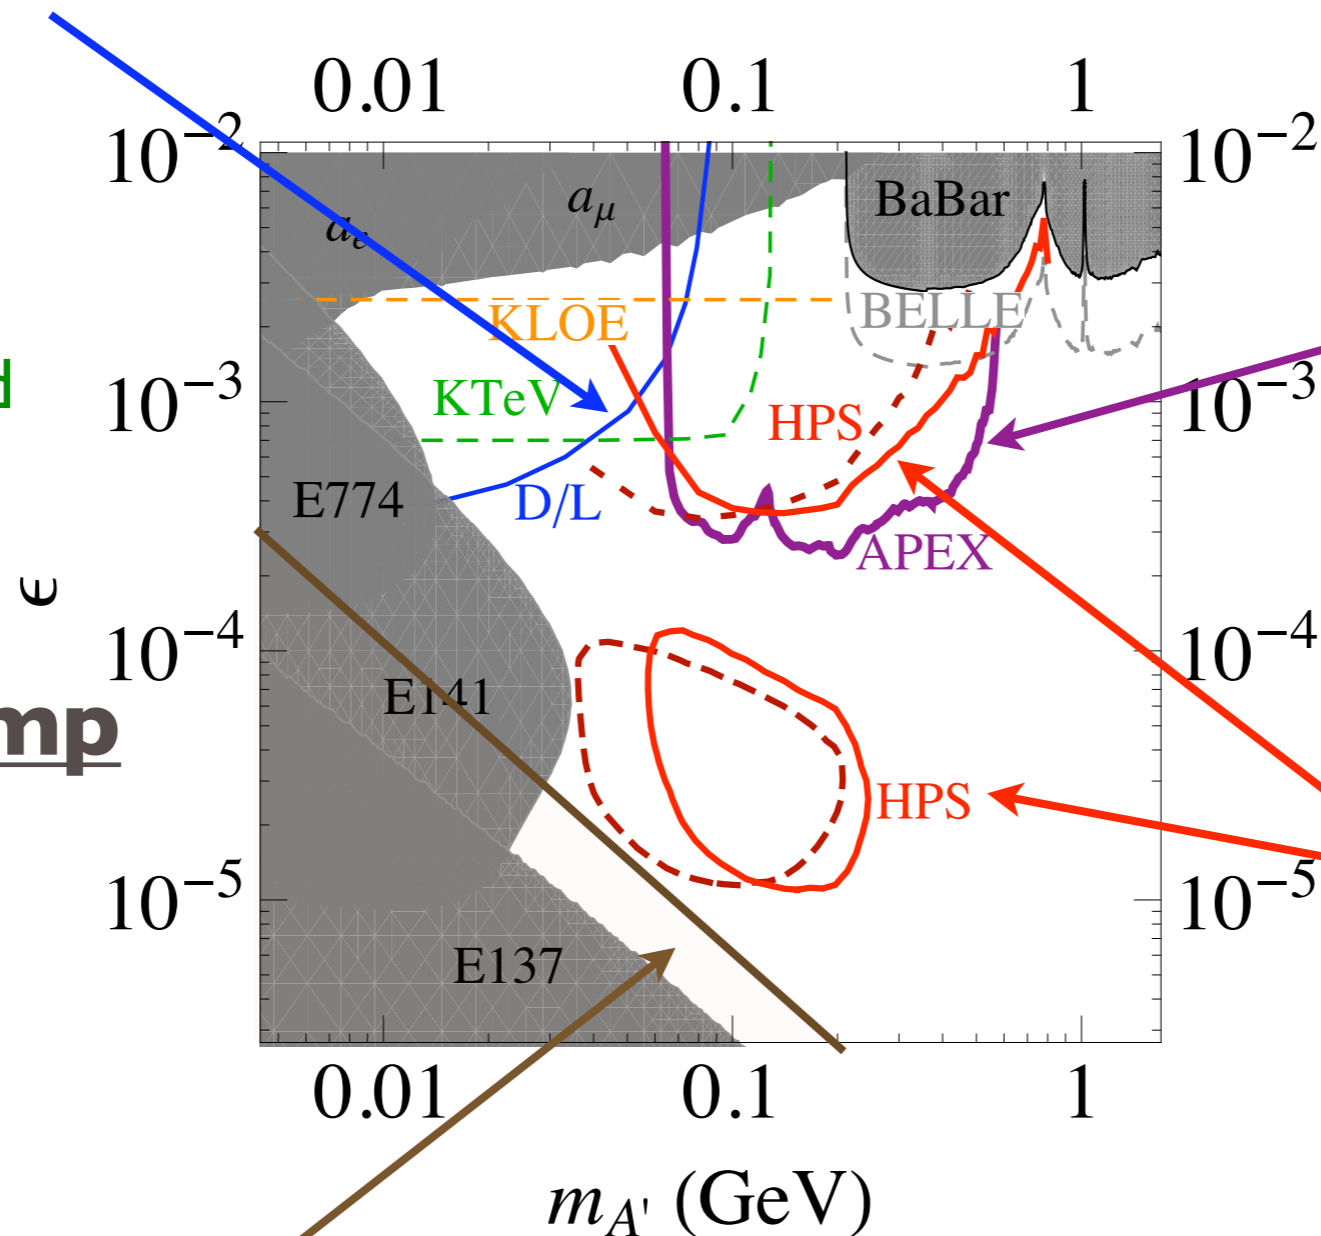 0.01 0.1 1
10⁻² 10⁻²
a_e a_μ BaBar
KLOE BELLE
d
KTeV HPS
10⁻³ 10⁻³
E774 D/L
APEX
ϵ
10⁻⁴ 10⁻⁴
E141
mp
HPS
10⁻⁵ 10⁻⁵
E137
0.01 0.1 1
m_A' (GeV)